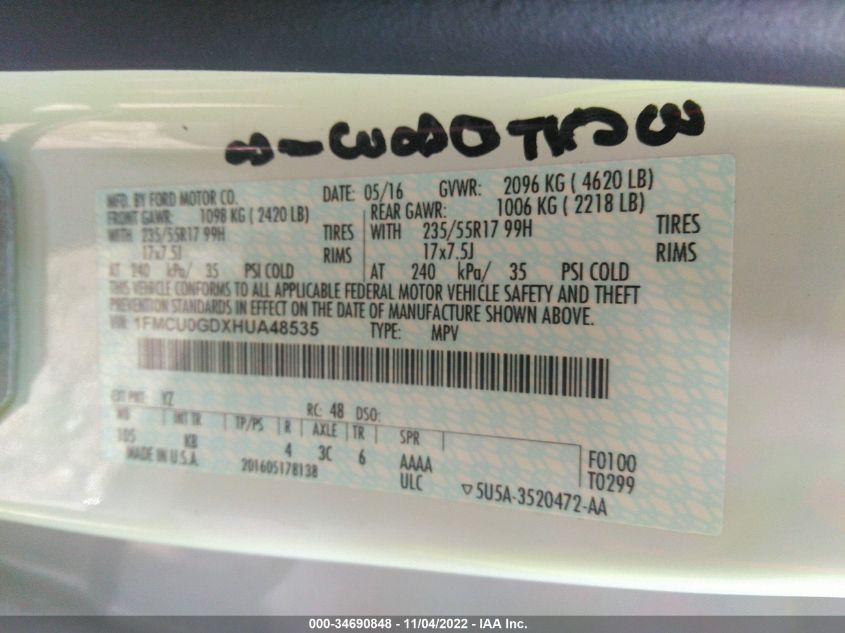 MFD. BY FORD MOTOR CO.
DATE: 05/16 GVWR: 2096 KG ( 4620 LB)
FRONT GAWR: 1098 KG ( 2420 LB)
REAR GAWR: 1006 KG ( 2218 LB)
WITH 235/55R17 99H TIRES
WITH 235/55R17 99H TIRES
17x7.5J RIMS
17x7.5J RIMS
AT 240 kPa/ 35 PSI COLD
AT 240 kPa/ 35 PSI COLD
THIS VEHICLE CONFORMS TO ALL APPLICABLE FEDERAL MOTOR VEHICLE SAFETY AND THEFT
PREVENTION STANDARDS IN EFFECT ON THE DATE OF MANUFACTURE SHOWN ABOVE.
VIN: 1FMCU0GDXHUA48535 TYPE: MPV
EXT PNT: YZ RC: 48 DSO:
WB INT TR TP/PS R AXLE TR SPR
105 KB 4 3C 6 AAAA F0100
MADE IN U.S.A. 201605178138 ULC T0299
▽5U5A-3520472-AA
000-34690848 - 11/04/2022 - IAA Inc.